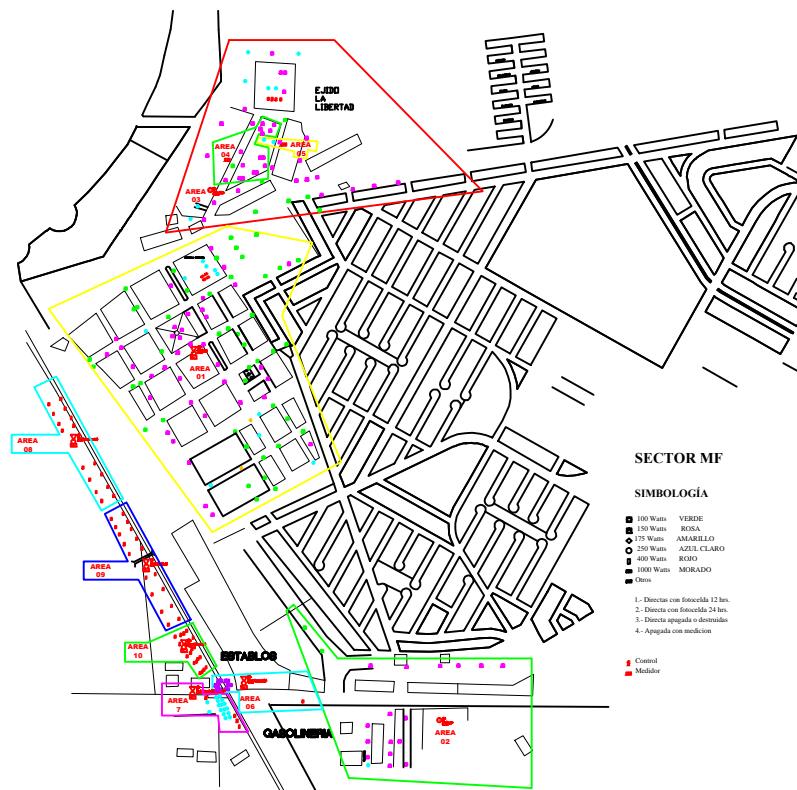 EJIDO
LA
LIBERTAD
AREA
04
AREA
05
AREA
03
AREA
01
AREA
08
AREA
09
AREA
10
ESTABLOS
AREA
7
AREA
06
GASOLINERIA
AREA
02
SECTOR MF
SIMBOLOGÍA
100 Watts VERDE
150 Watts ROSA
175 Watts AMARILLO
250 Watts AZUL CLARO
400 Watts ROJO
1000 Watts MORADO
Otros
1.- Directas con fotocelda 12 hrs.
2.- Directa con fotocelda 24 hrs.
3.- Directa apagada o destruidas
4.- Apagada con medicion
Control
Medidor